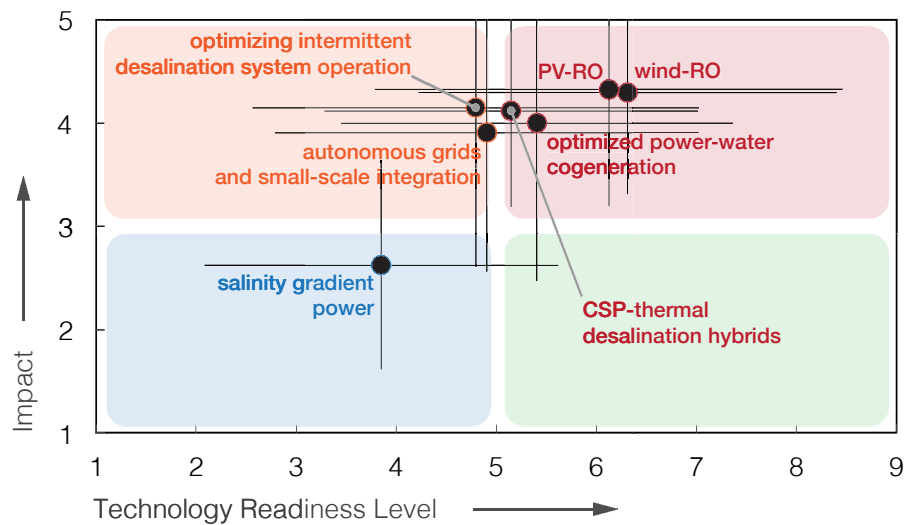 5
optimizing intermittent
desalination system operation
PV-RO
wind-RO
4
autonomous grids
and small-scale integration
optimized power-water
cogeneration
3
salinity gradient
power
CSP-thermal
desalination hybrids
2
Impact
1
1 2 3 4 5 6 7 8 9
Technology Readiness Level